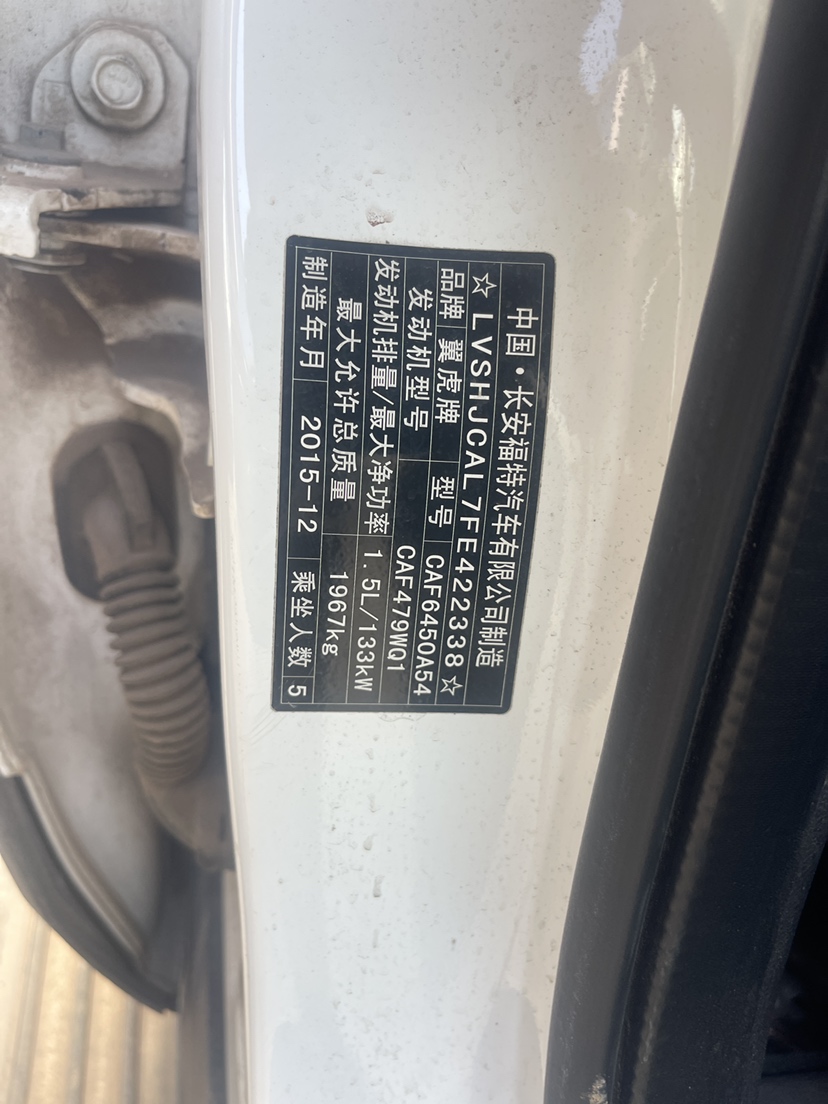 中国·长安福特汽车有限公司制造
☆LVSHJCAL7FE422338☆
品牌 翼虎牌 型号 CAF6450A54
发动机型号 CAF479WQ1
发动机排量/最大净功率 1.5L/133kW
最大允许总质量 1967kg
制造年月 2015-12 乘坐人数 5